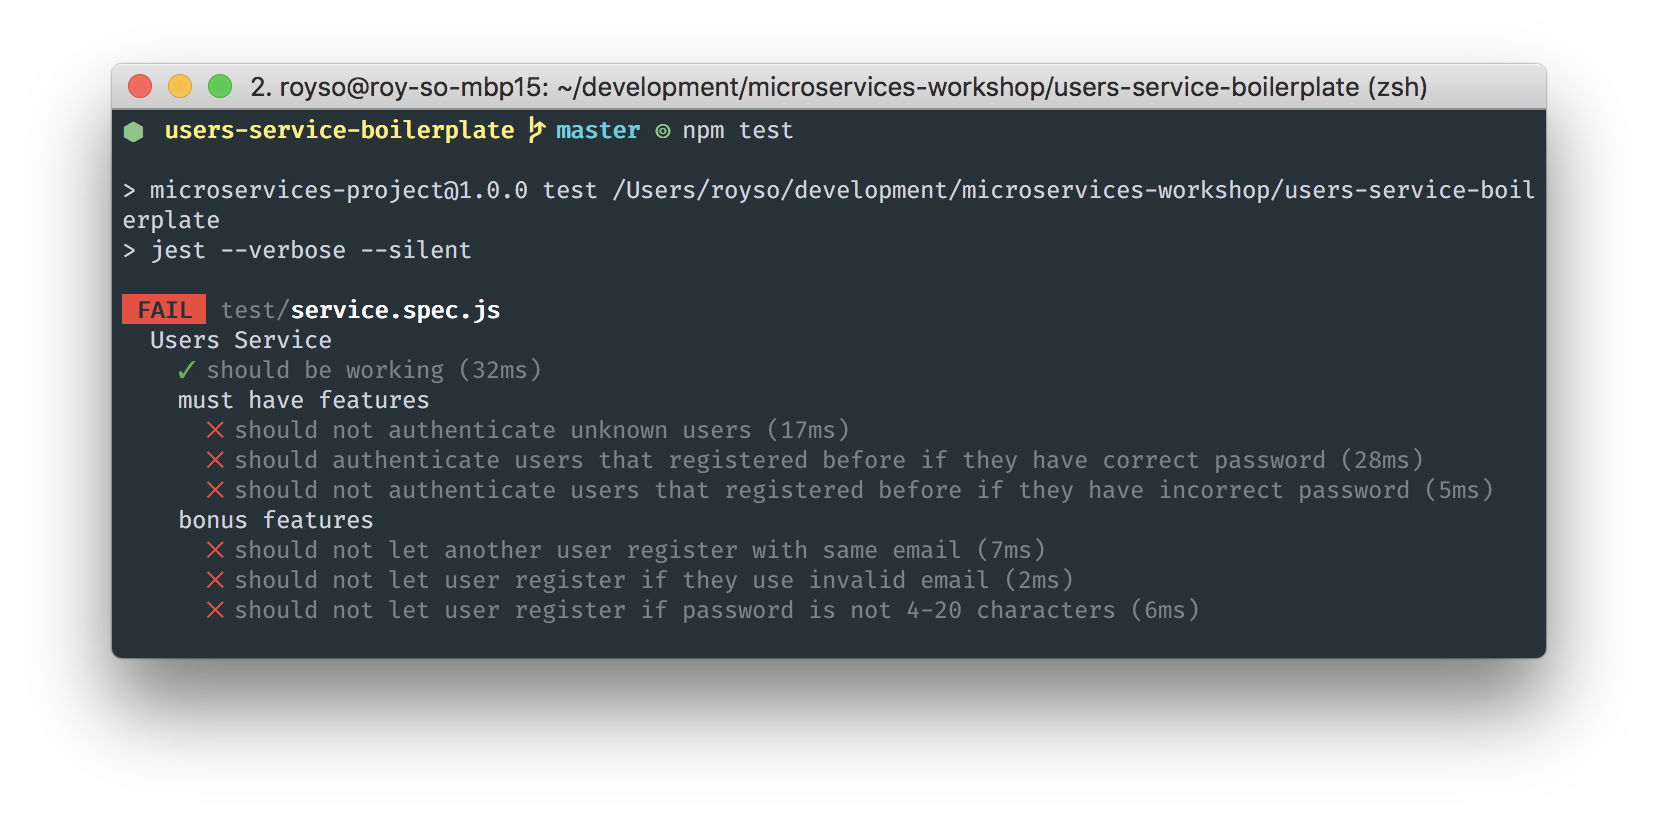 2. royso@roy-so-mbp15: ~/development/microservices-workshop/users-service-boilerplate (zsh)
users-service-boilerplate master npm test
> microservices-project@1.0.0 test /Users/royso/development/microservices-workshop/users-service-boil
erplate
> jest --verbose --silent
FAIL test/service.spec.js
Users Service
✓ should be working (32ms)
must have features
✕ should not authenticate unknown users (17ms)
✕ should authenticate users that registered before if they have correct password (28ms)
✕ should not authenticate users that registered before if they have incorrect password (5ms)
bonus features
✕ should not let another user register with same email (7ms)
✕ should not let user register if they use invalid email (2ms)
✕ should not let user register if password is not 4-20 characters (6ms)